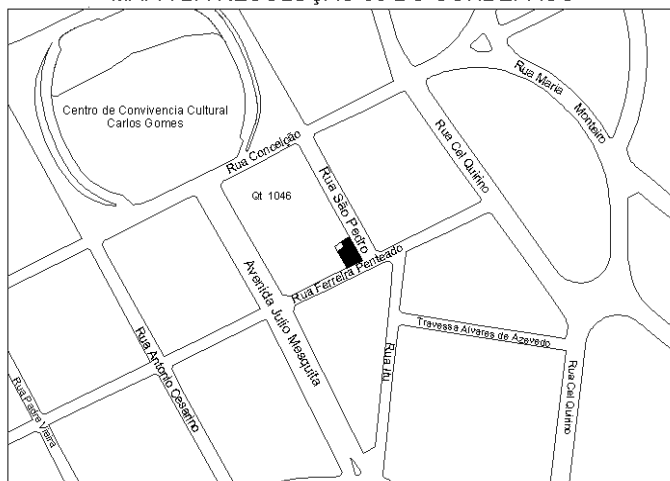 Centro de Convivencia Cultural
Carlos Gomes
Rua Conceição
Rua Maria Monteiro
Rua Cel Quirino
Qt 1046
Rua São Pedro
Rua Ferreira Penteado
Avenida Julio Mesquita
Travessa Alvares de Azevedo
Rua Antonio Cesarino
Rua Itu
Rua Padre Vieira
Rua Cel Quirino